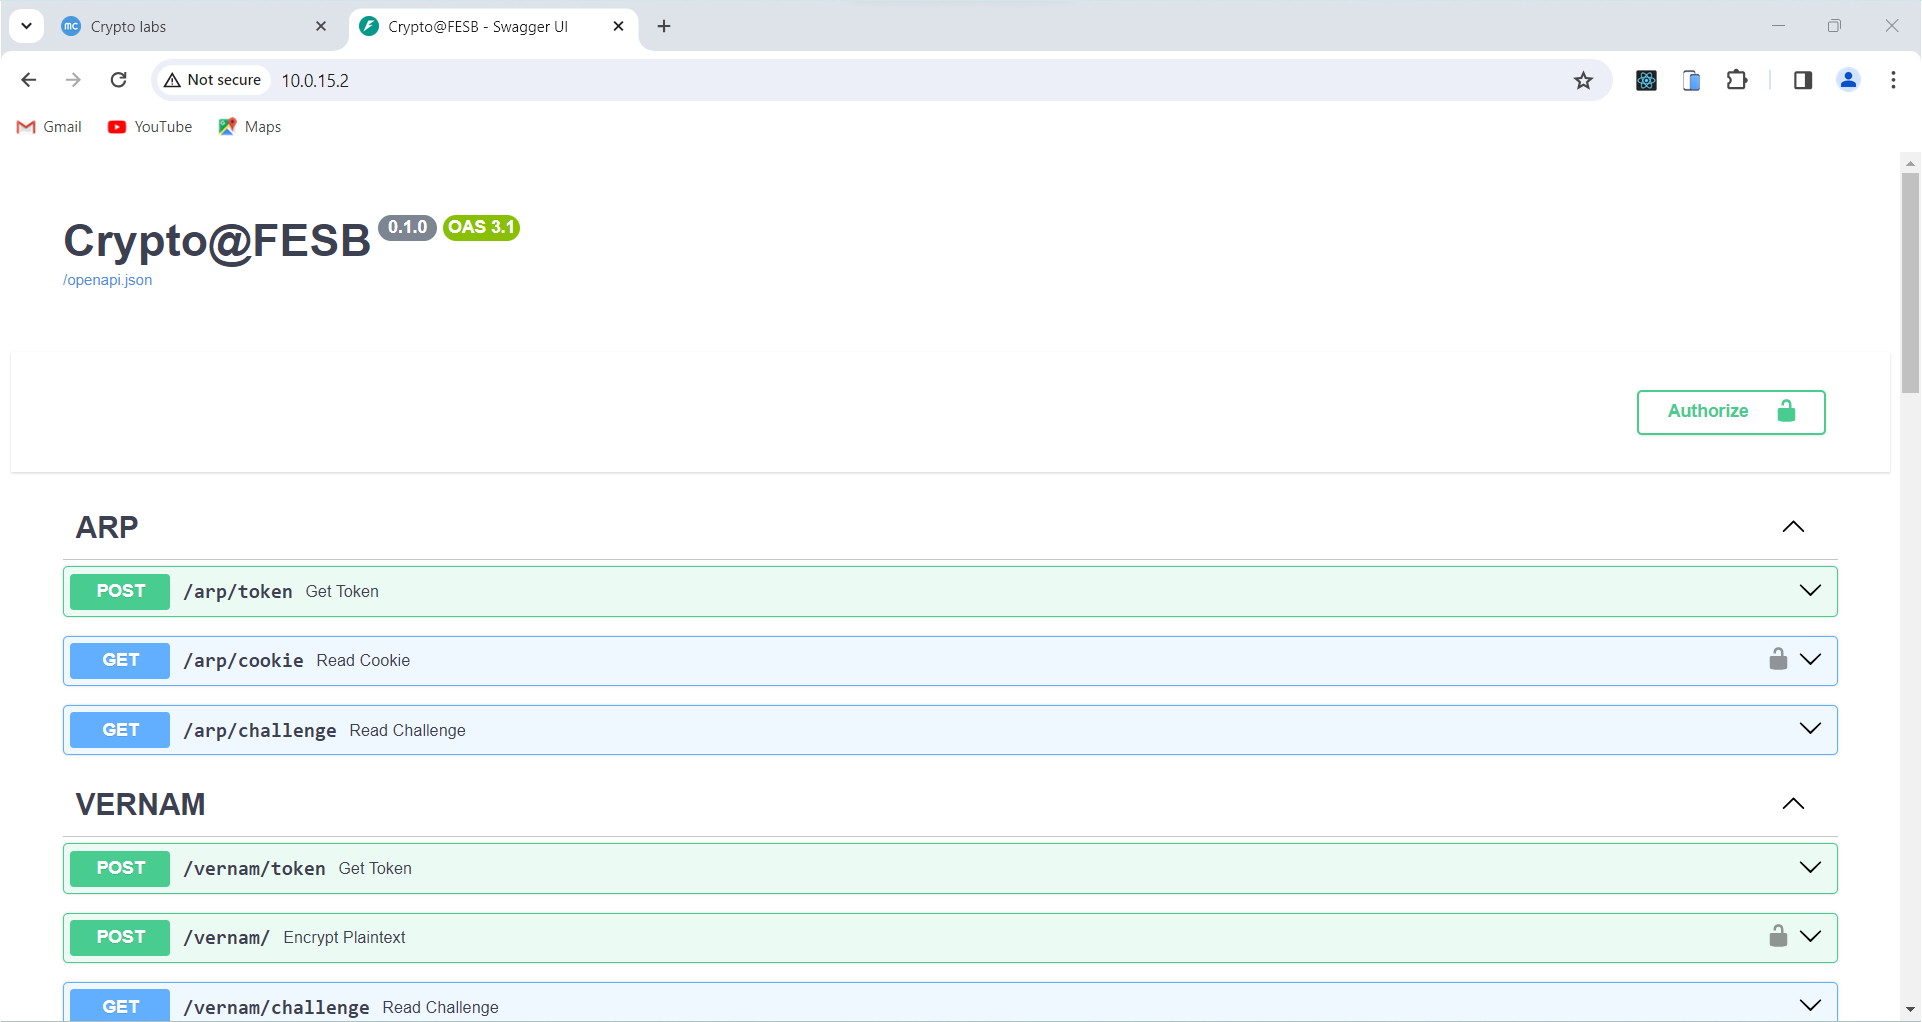 mc Crypto labs
Crypto@FESB - Swagger UI
Not secure 10.0.15.2
Gmail YouTube Maps
Crypto@FESB 0.1.0 OAS 3.1
/openapi.json
Authorize
ARP
POST /arp/token Get Token
GET /arp/cookie Read Cookie
GET /arp/challenge Read Challenge
VERNAM
POST /vernam/token Get Token
POST /vernam/ Encrypt Plaintext
GET /vernam/challenge Read Challenge